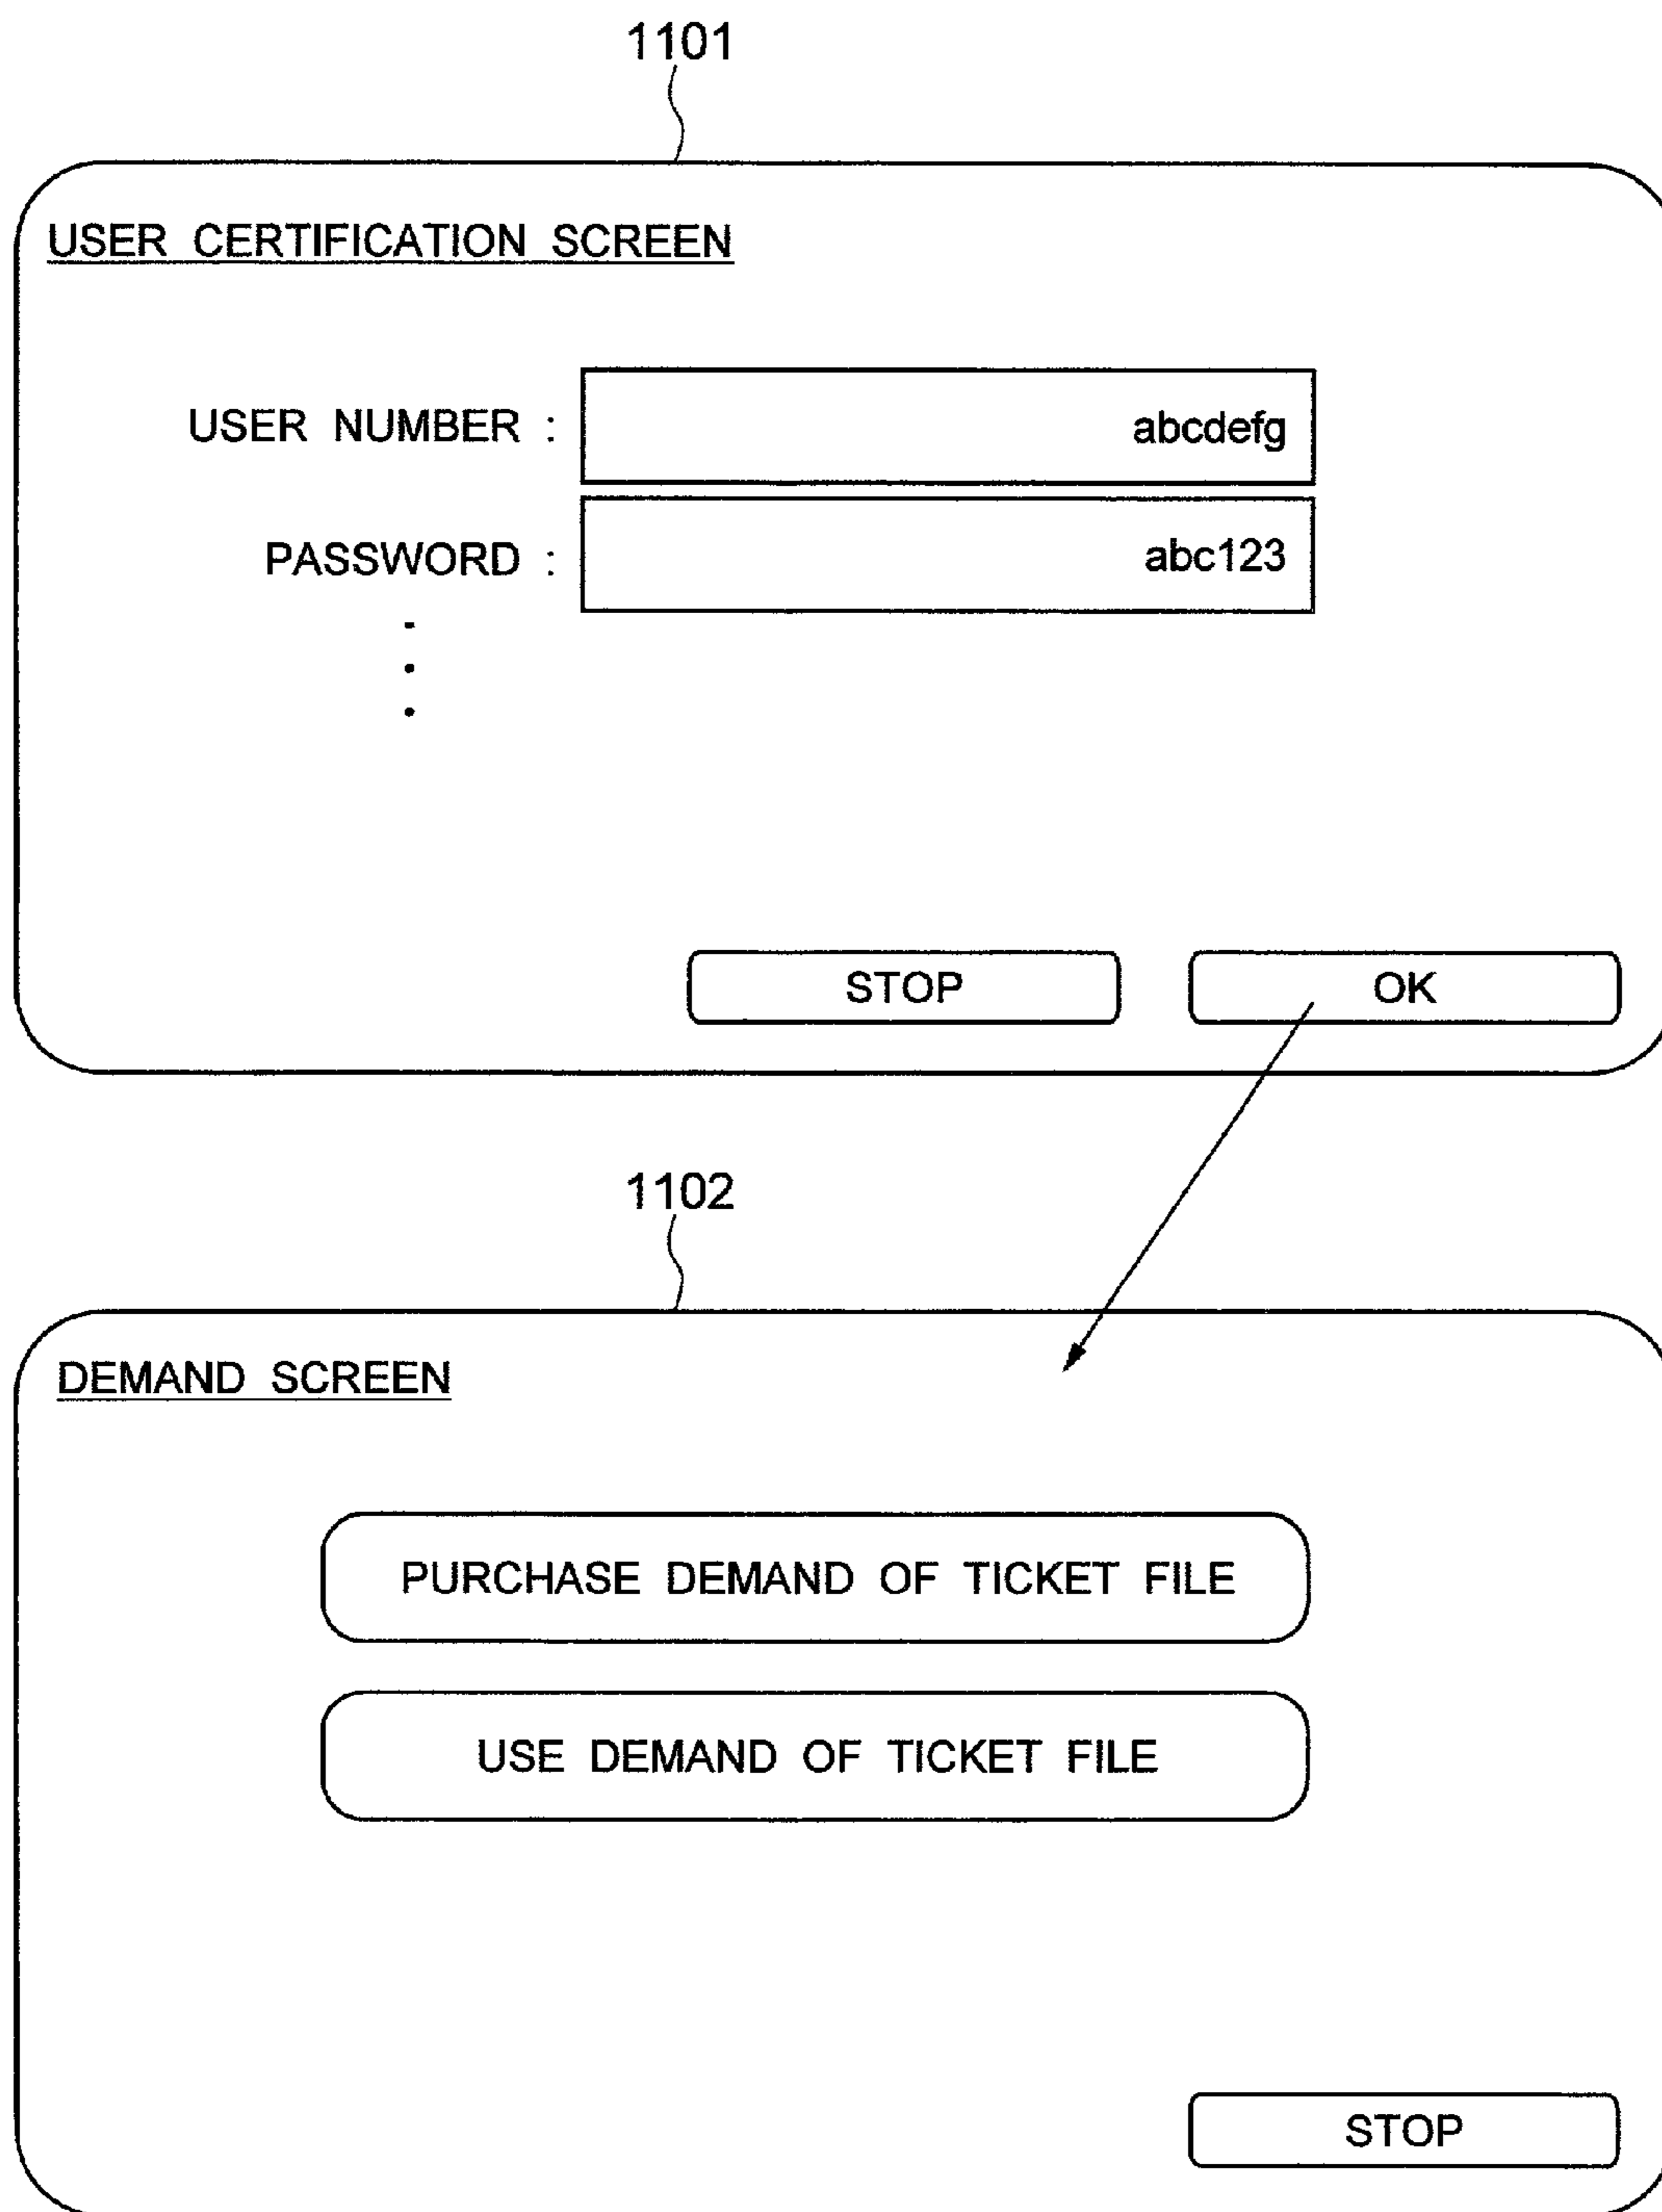 1101
USER CERTIFICATION SCREEN
USER NUMBER : abcdefg
PASSWORD : abc123
STOP OK
1102
DEMAND SCREEN
PURCHASE DEMAND OF TICKET FILE
USE DEMAND OF TICKET FILE
STOP